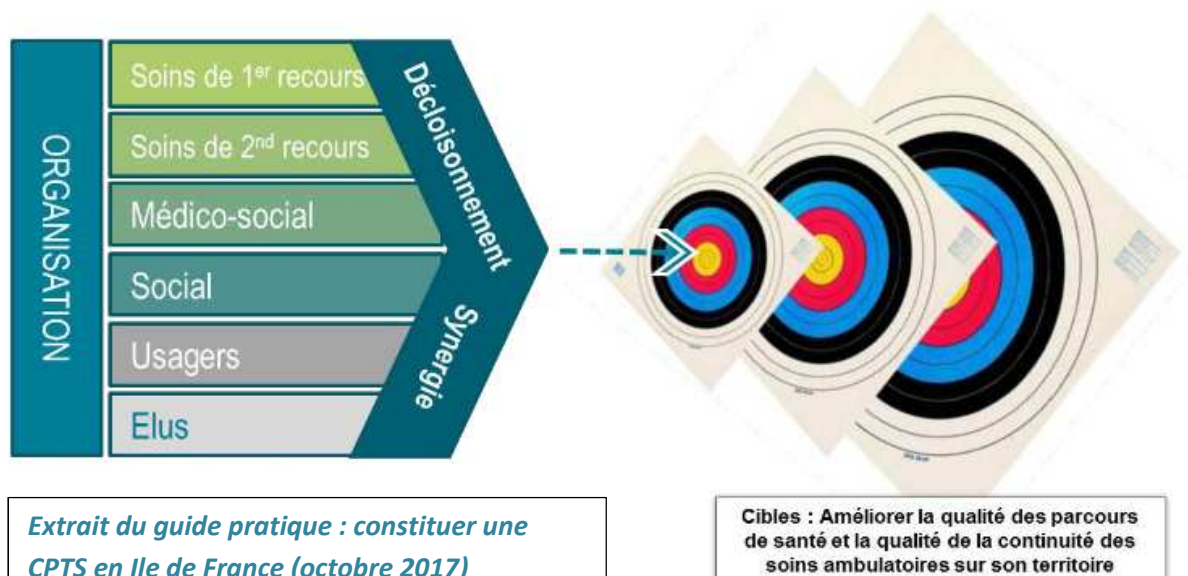 ORGANISATION
Soins de 1er recours
Soins de 2nd recours
Médico-social
Social
Usagers
Elus
Décloisonnement
Synergie
Extrait du guide pratique : constituer une
CPTS en Ile de France (octobre 2017)
Cibles : Améliorer la qualité des parcours
de santé et la qualité de la continuité des
soins ambulatoires sur son territoire